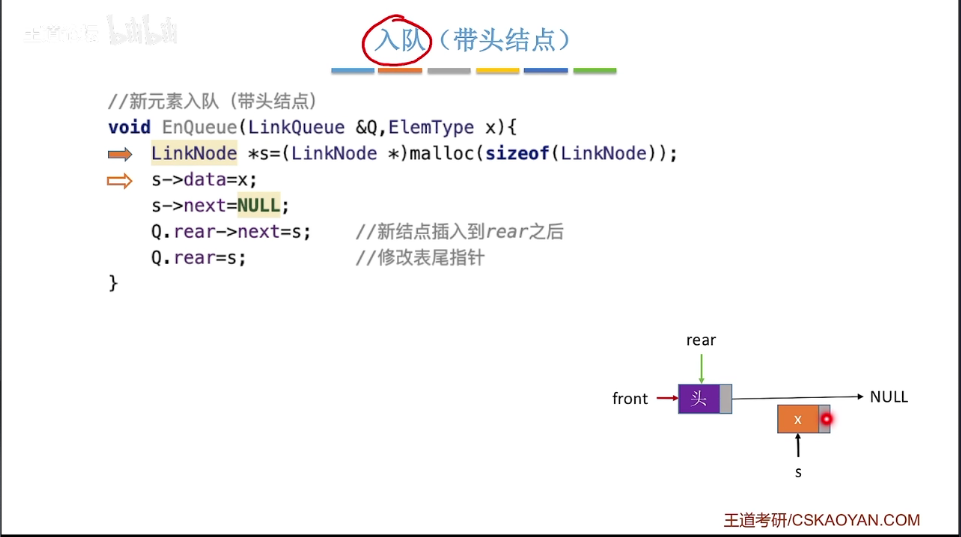 入队（带头结点）
//新元素入队（带头结点）
void EnQueue(LinkQueue &Q,ElemType x){
LinkNode *s=(LinkNode *)malloc(sizeof(LinkNode));
s->data=x;
s->next=NULL;
Q.rear->next=s; //新结点插入到rear之后
Q.rear=s; //修改表尾指针
}
rear
front 头 NULL
x
s
王道考研/CSKAOYAN.COM